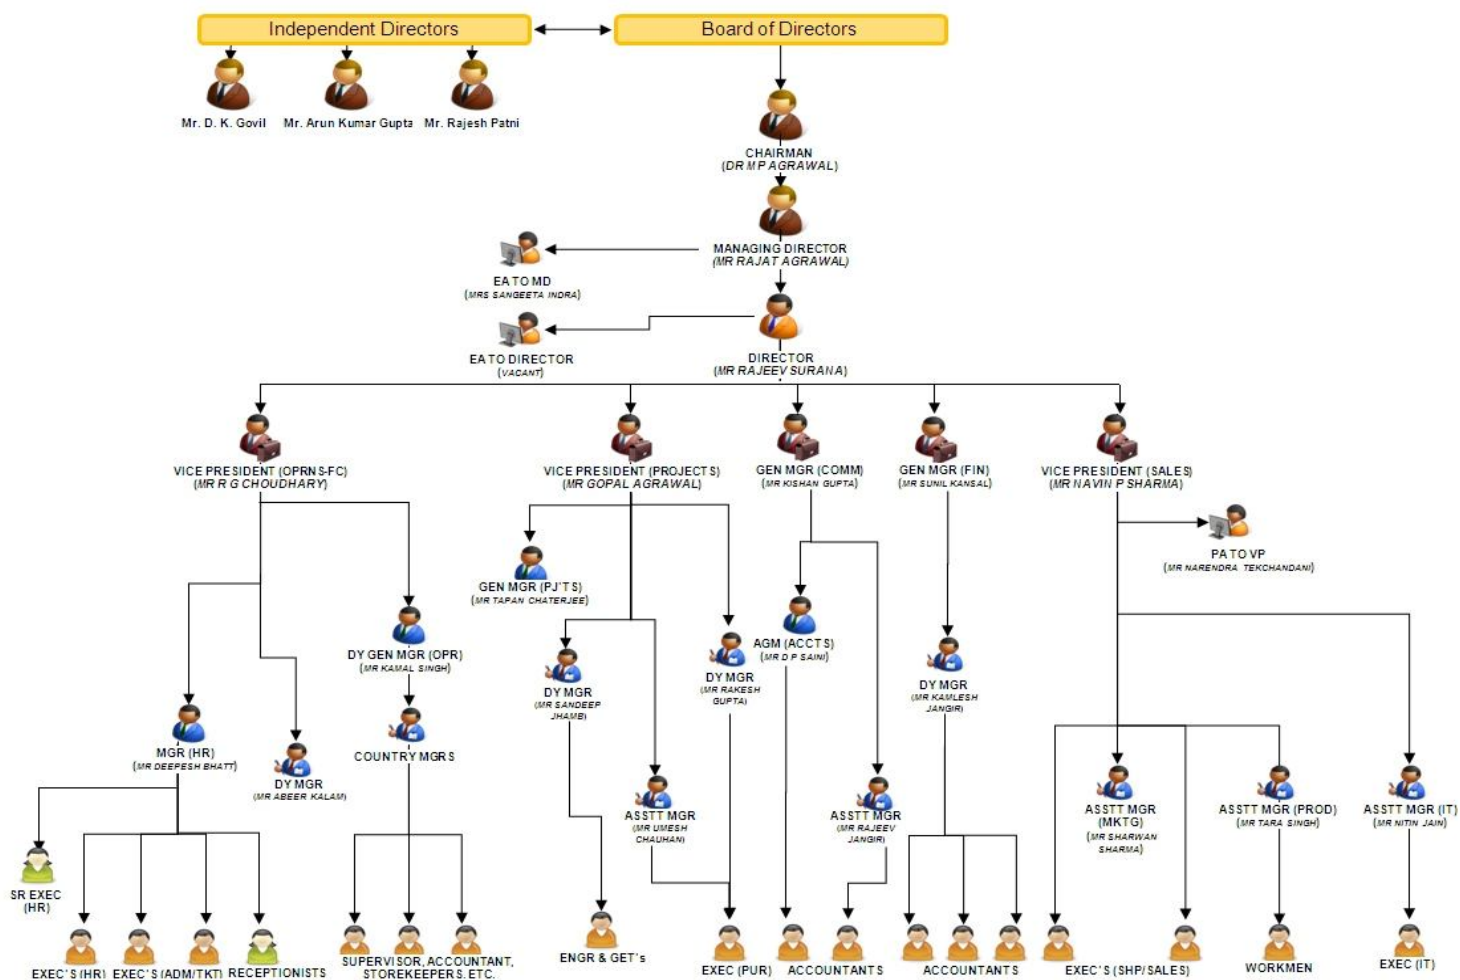 Independent Directors
Board of Directors
Mr. D. K. Govil
Mr. Arun Kumar Gupta
Mr. Rajesh Patni
CHAIRMAN
(DR M P AGRAWAL)
MANAGING DIRECTOR
(MR RAJAT AGRAWAL)
EA TO MD
(MRS SANGEETA INDRA)
EA TO DIRECTOR
(VACANT)
DIRECTOR
(MR RAJEEV SURANA)
VICE PRESIDENT (OPRNS-FC)
(MR R G CHOUDHARY)
VICE PRESIDENT (PROJECTS)
(MR GOPAL AGRAWAL)
GEN MGR (COMM)
(MR KISHAN GUPTA)
GEN MGR (FIN)
(MR SUNIL KANSAL)
VICE PRESIDENT (SALES)
(MR NAVIN P SHARMA)
PA TO VP
(MR NARENDRA TEKCHANDANI)
GEN MGR (PJ'TS)
(MR TAPAN CHATERJEE)
DY GEN MGR (OPR)
(MR KAMAL SINGH)
AGM (ACCTS)
(MR D P SAINI)
DY MGR
(MR SANDEEP
JHAMB)
DY MGR
(MR RAKESH
GUPTA)
DY MGR
(MR KAMLESH
JANGIR)
MGR (HR)
(MR DEEPESH BHATT)
COUNTRY MGRS
DY MGR
(MR ABEER KALAM)
ASSTT MGR
(MR UMESH
CHAUHAN)
ASSTT MGR
(MR RAJEEV
JANGIR)
ASSTT MGR
(MKTG)
(MR SHARWAN
SHARMA)
ASSTT MGR (PROD)
(MR TARA SINGH)
ASSTT MGR (IT)
(MR NITIN JAIN)
SR EXEC
(HR)
EXEC'S (HR)
EXEC'S (ADM/TKT)
RECEPTIONISTS
SUPERVISOR, ACCOUNTANT,
STOREKEEPERS, ETC.
ENGR & GET's
EXEC (PUR)
ACCOUNTANTS
ACCOUNTANTS
EXEC'S (SHP/SALES)
WORKMEN
EXEC (IT)